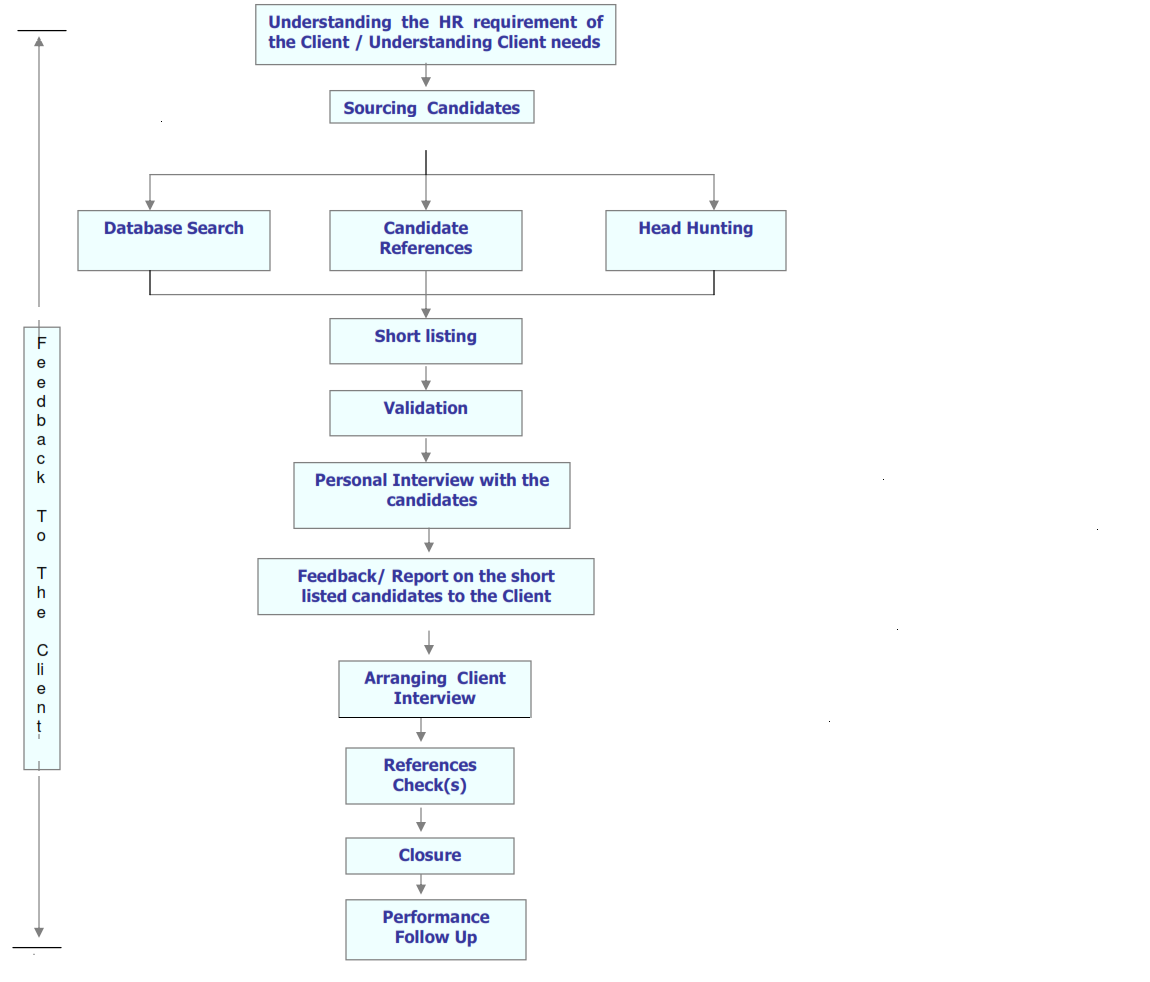 Understanding the HR requirement of
the Client / Understanding Client needs
Sourcing Candidates
Database Search
Candidate
References
Head Hunting
Short listing
Validation
Personal Interview with the
candidates
Feedback/ Report on the short
listed candidates to the Client
Arranging Client
Interview
References
Check(s)
Closure
Performance
Follow Up
F
e
e
d
b
a
c
k
T
o
T
h
e
C
li
e
n
t